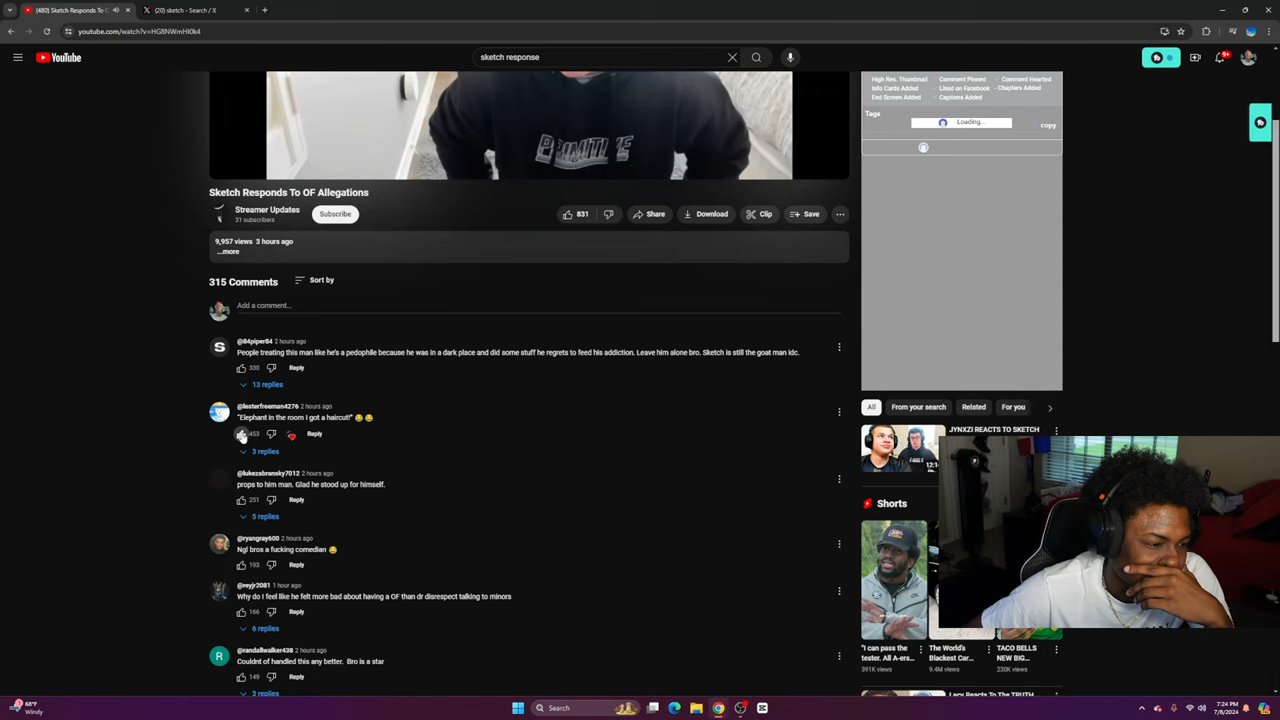 (480) Sketch Responds To O
(20) sketch - Search / X
youtube.com/watch?v=HG8NWmHI0k4
YouTube
sketch response
9+
PRIMITIVE
High Res. Thumbnail
Comment Pinned
Comment Hearted
Info Cards Added
Liked on Facebook
Chapters Added
End Screen Added
Captions Added
Tags
Loading...
copy
Sketch Responds To OF Allegations
Streamer Updates
31 subscribers
Subscribe
831
Share
Download
Clip
Save
9,957 views 3 hours ago
...more
315 Comments
Sort by
Add a comment...
@84piper84 2 hours ago
People treating this man like he's a pedophile because he was in a dark place and did some stuff he regrets to feed his addiction. Leave him alone bro. Sketch is still the goat man idc.
330 Reply
13 replies
@lesterfreeman4276 2 hours ago
"Elephant in the room I got a haircut!" 😂 😂
453 Reply
3 replies
@lukezabransky7012 2 hours ago
props to him man. Glad he stood up for himself.
251 Reply
5 replies
@ryangray600 2 hours ago
Ngl bros a fucking comedian 😂
193 Reply
@reyjr2081 1 hour ago
Why do I feel like he felt more bad about having a OF than dr disrespect talking to minors
166 Reply
6 replies
@randallwalker438 2 hours ago
Couldnt of handled this any better. Bro is a star
149 Reply
3 replies
All
From your search
Related
For you
JYNXZI REACTS TO SKETCH
12:1
Shorts
"I can pass the
tester. All A-ers...
391K views
The World's
Blackest Car...
9.4M views
TACO BELLS
NEW BIG...
230K views
Lacy Reacts To The TRUTH
68°F
Windy
Search
7:24 PM
7/8/2024